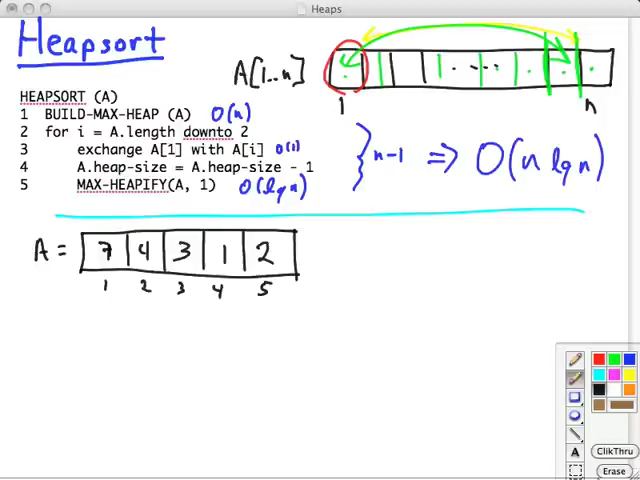 Heaps
Heapsort
A[1..n]
1 n
HEAPSORT (A)
1 BUILD-MAX-HEAP (A) O(n)
2 for i = A.length downto 2
3 exchange A[1] with A[i] O(1)
4 A.heap-size = A.heap-size - 1
5 MAX-HEAPIFY(A, 1) O(lg n)
} n-1 ⇒ O(n lg n)
A = 7 4 3 1 2
1 2 3 4 5
A
ClikThru
Erase